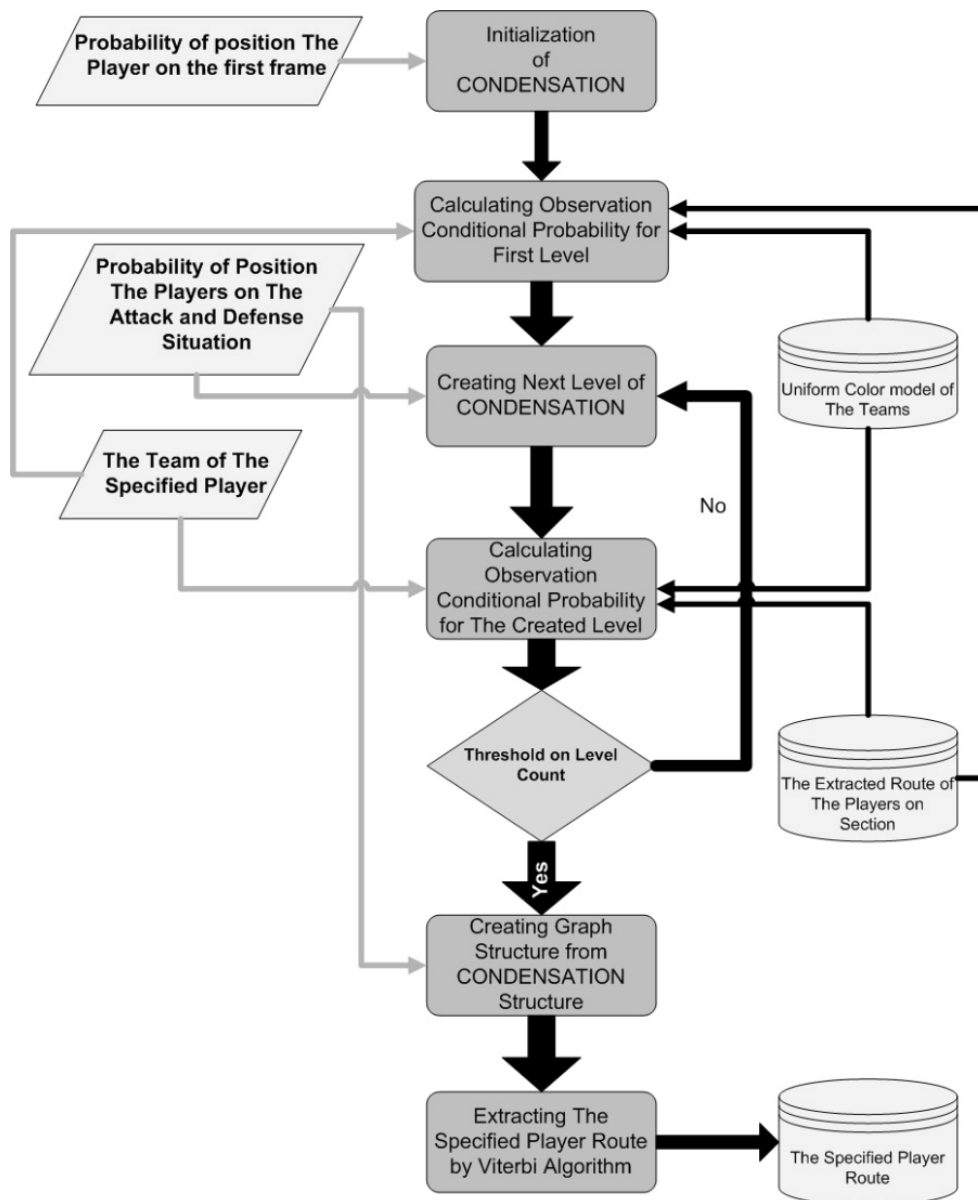 Probability of position The
Player on the first frame
Initialization
of
CONDENSATION
Calculating Observation
Conditional Probability for
First Level
Probability of Position
The Players on The
Attack and Defense
Situation
Creating Next Level of
CONDENSATION
Uniform Color model of
The Teams
The Team of The
Specified Player
No
Calculating
Observation
Conditional Probability
for The Created Level
Threshold on Level
Count
The Extracted Route of
The Players on
Section
Yes
Creating Graph
Structure from
CONDENSATION
Structure
Extracting The
Specified Player Route
by Viterbi Algorithm
The Specified Player
Route